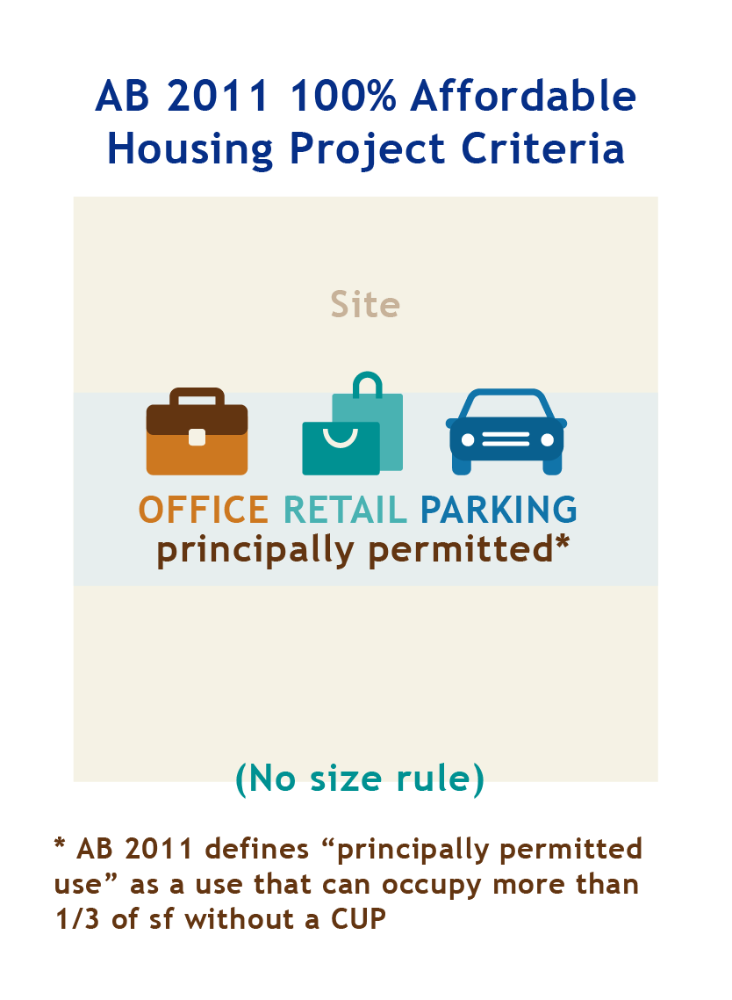 AB 2011 100% Affordable
Housing Project Criteria
Site
OFFICE RETAIL PARKING
principally permitted*
(No size rule)
* AB 2011 defines “principally permitted
use” as a use that can occupy more than
1/3 of sf without a CUP